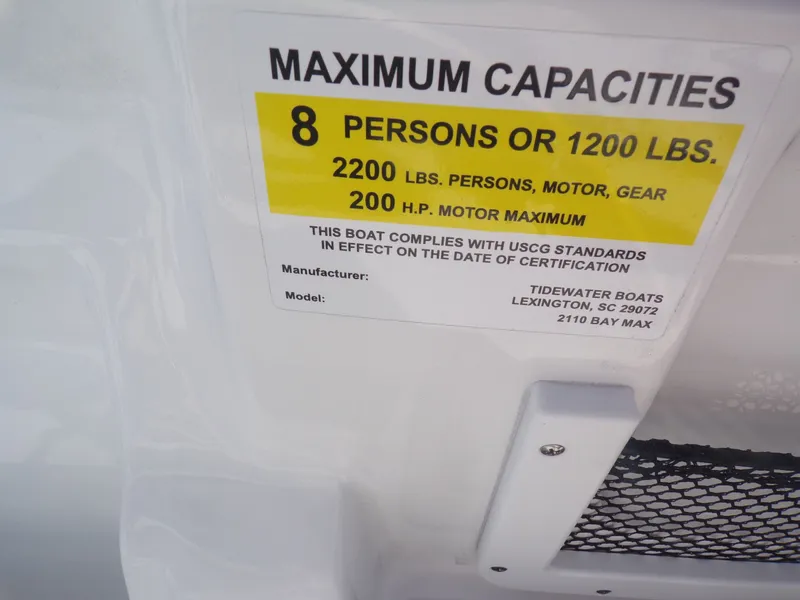 MAXIMUM CAPACITIES
8 PERSONS OR 1200 LBS.
2200 LBS. PERSONS, MOTOR, GEAR
200 H.P. MOTOR MAXIMUM
THIS BOAT COMPLIES WITH USCG STANDARDS
IN EFFECT ON THE DATE OF CERTIFICATION
Manufacturer: TIDEWATER BOATS
LEXINGTON, SC 29072
Model: 2110 BAY MAX